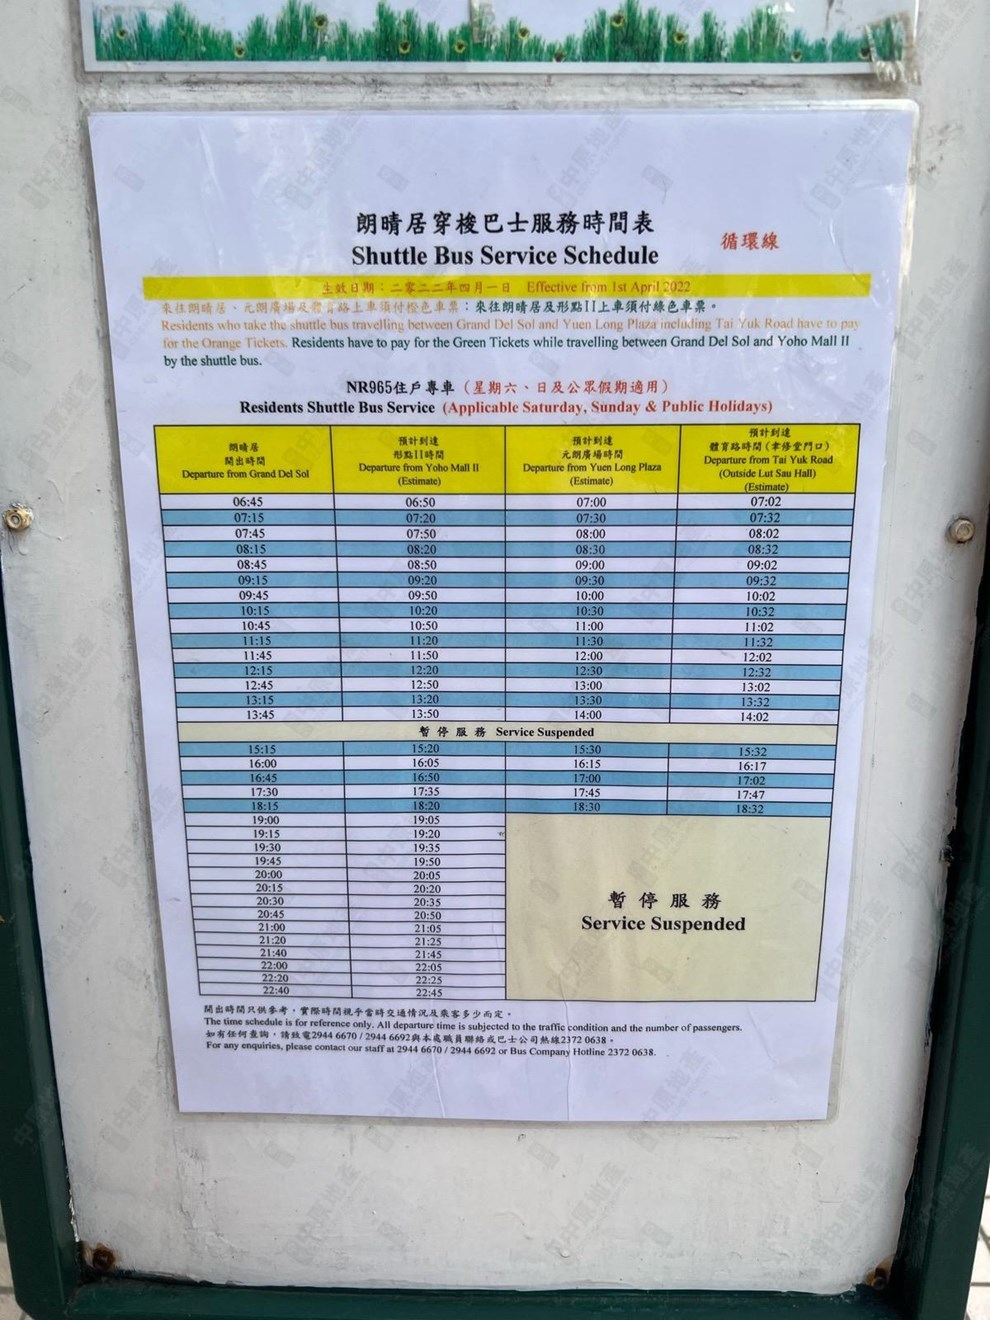 朗晴居穿梭巴士服務時間表
Shuttle Bus Service Schedule
循環線
生效日期：二零二二年四月一日 Effective from 1st April 2022
來往朗晴居、元朗廣場及體育路上車須付橙色車票；來往朗晴居及形點II上車須付綠色車票。
Residents who take the shuttle bus travelling between Grand Del Sol and Yuen Long Plaza including Tai Yuk Road have to pay
for the Orange Tickets. Residents have to pay for the Green Tickets while travelling between Grand Del Sol and Yoho Mall II
by the shuttle bus.
NR965住戶專車（星期六、日及公眾假期適用）
Residents Shuttle Bus Service (Applicable Saturday, Sunday & Public Holidays)
朗晴居
開出時間
Departure from Grand Del Sol
預計到達
形點II時間
Departure from Yoho Mall II
(Estimate)
預計到達
元朗廣場時間
Departure from Yuen Long Plaza
(Estimate)
預計到達
體育路時間（聿修堂門口）
Departure from Tai Yuk Road
(Outside Lut Sau Hall)
(Estimate)
06:45 06:50 07:00 07:02
07:15 07:20 07:30 07:32
07:45 07:50 08:00 08:02
08:15 08:20 08:30 08:32
08:45 08:50 09:00 09:02
09:15 09:20 09:30 09:32
09:45 09:50 10:00 10:02
10:15 10:20 10:30 10:32
10:45 10:50 11:00 11:02
11:15 11:20 11:30 11:32
11:45 11:50 12:00 12:02
12:15 12:20 12:30 12:32
12:45 12:50 13:00 13:02
13:15 13:20 13:30 13:32
13:45 13:50 14:00 14:02
暫停服務 Service Suspended
15:15 15:20 15:30 15:32
16:00 16:05 16:15 16:17
16:45 16:50 17:00 17:02
17:30 17:35 17:45 17:47
18:15 18:20 18:30 18:32
19:00 19:05
19:15 19:20
19:30 19:35
19:45 19:50
20:00 20:05
20:15 20:20
20:30 20:35
20:45 20:50
21:00 21:05
21:20 21:25
21:40 21:45
22:00 22:05
22:20 22:25
22:40 22:45
暫停服務
Service Suspended
開出時間只供參考，實際時間視乎當時交通情況及乘客多少而定。
The time schedule is for reference only. All departure time is subjected to the traffic condition and the number of passengers.
如有任何查詢，請致電2944 6670 / 2944 6692與本處職員聯絡或巴士公司熱線2372 0638。
For any enquiries, please contact our staff at 2944 6670 / 2944 6692 or Bus Company Hotline 2372 0638.